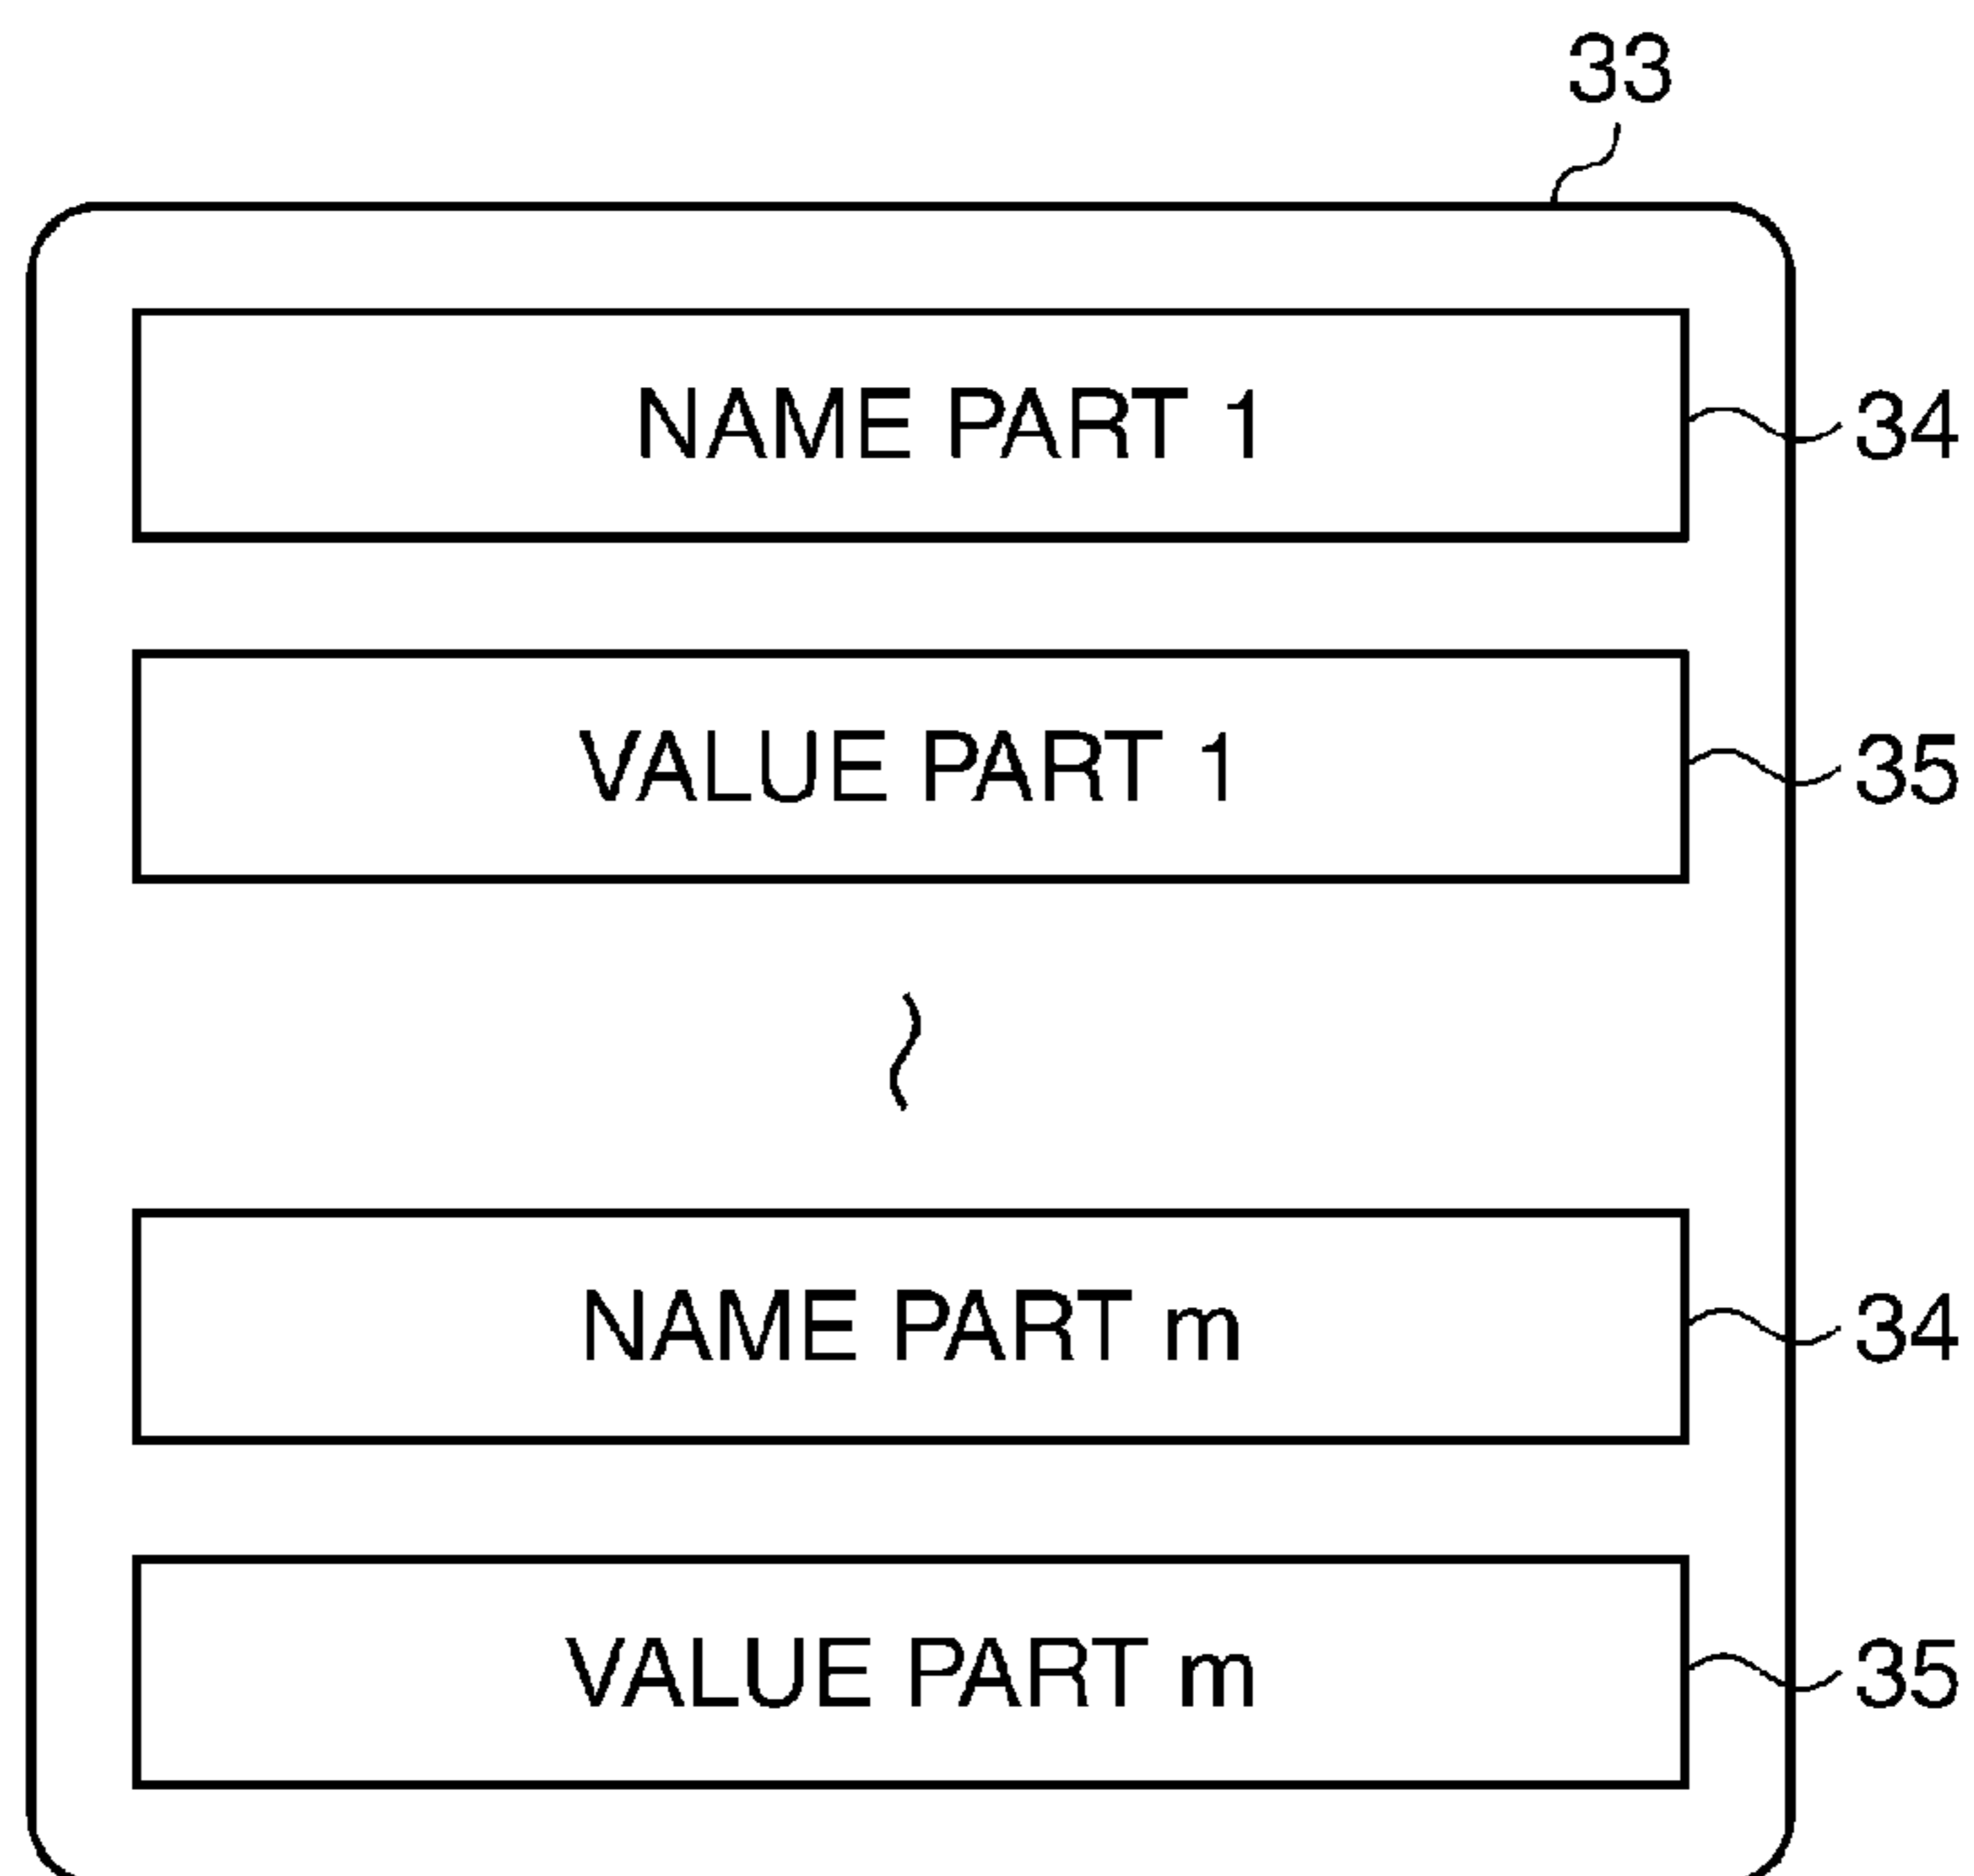 33
NAME PART 1 34
VALUE PART 1 35
NAME PART m 34
VALUE PART m 35